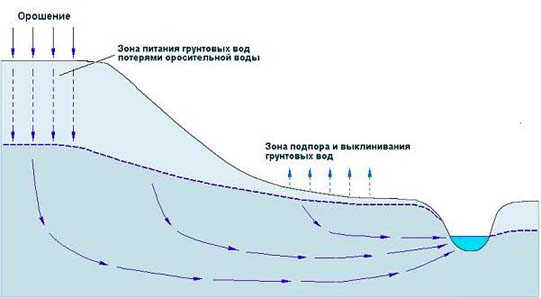 Орошение
Зона питания грунтовых вод
потерями оросительной воды
Зона подпора и выклинивания
грунтовых вод